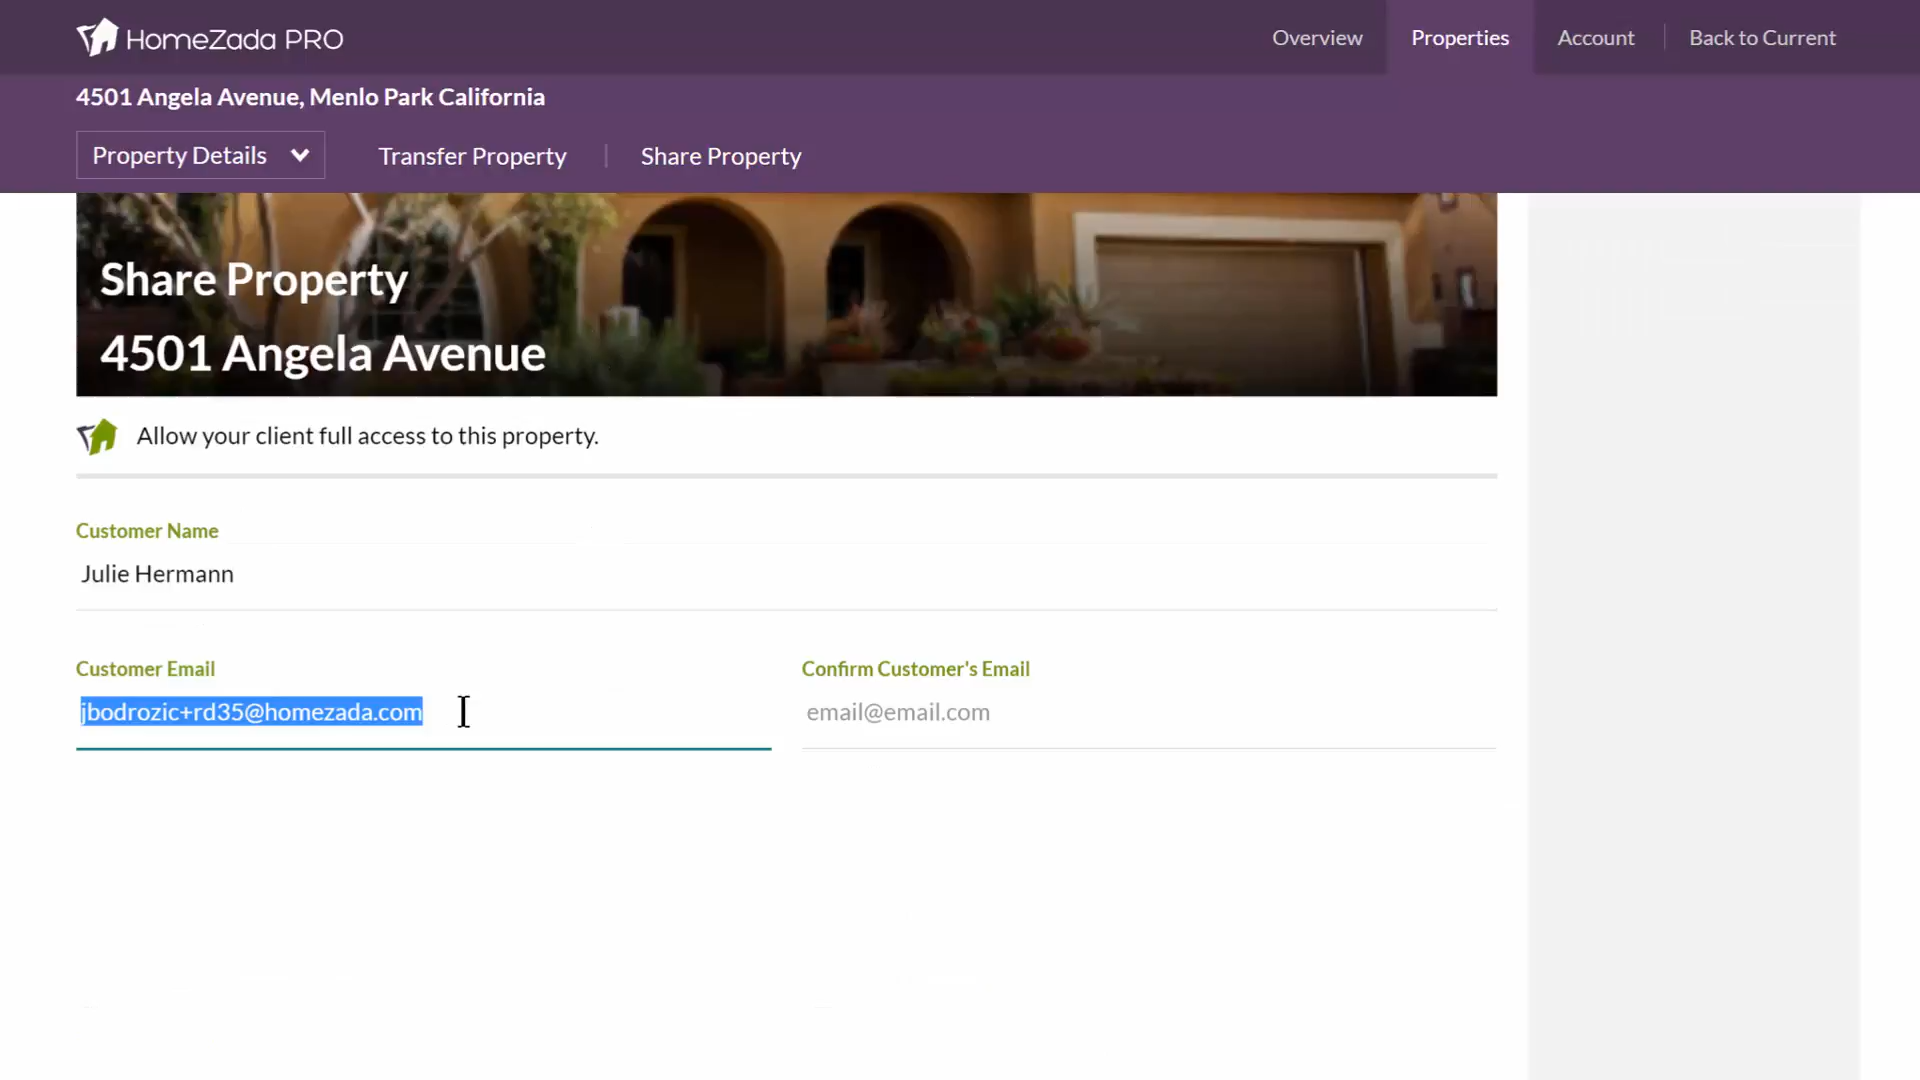 HomeZada PRO
Overview
Properties
Account
Back to Current
4501 Angela Avenue, Menlo Park California
Property Details
Transfer Property
Share Property
Share Property
4501 Angela Avenue
Allow your client full access to this property.
Customer Name
Julie Hermann
Customer Email
Confirm Customer's Email
jbodrozic+rd35@homezada.com
email@email.com